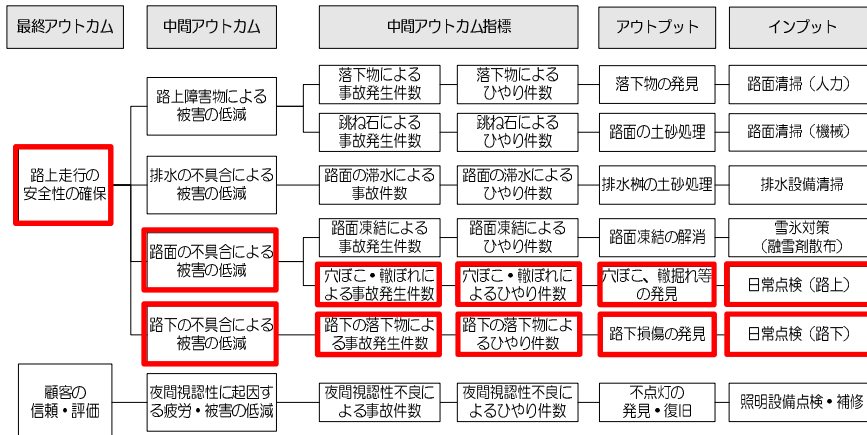 最終アウトカム
中間アウトカム
中間アウトカム指標
アウトプット
インプット
路上走行の
安全性の確保
路上障害物による
被害の低減
落下物による
事故発生件数
落下物による
ひやり件数
落下物の発見
路面清掃（人力）
跳ね石による
事故発生件数
跳ね石による
ひやり件数
路面の土砂処理
路面清掃（機械）
排水の不具合による
被害の低減
路面の滞水による
事故件数
路面の滞水による
ひやり件数
排水桝の土砂処理
排水設備清掃
路面の不具合による
被害の低減
路面凍結による
事故発生件数
路面凍結による
ひやり件数
路面凍結の解消
雪氷対策
（融雪剤散布）
穴ぼこ・轍ぼれに
よる事故発生件数
穴ぼこ・轍ぼれに
よるひやり件数
穴ぼこ、轍掘れ等
の発見
日常点検（路上）
路下の不具合による
被害の低減
路下の落下物によ
る事故発生件数
路下の落下物によ
るひやり件数
路下損傷の発見
日常点検（路下）
顧客の
信頼・評価
夜間視認性に起因す
る疲労・被害の低減
夜間視認性不良に
よる事故件数
夜間視認性不良に
よるひやり件数
不点灯の
発見・復旧
照明設備点検・補修